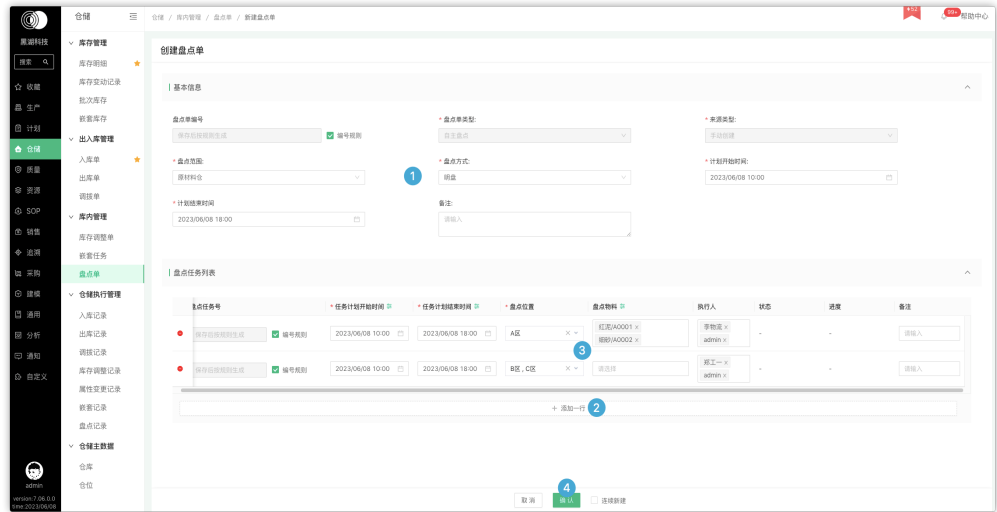 黑湖科技
搜索
收藏
生产
计划
仓储
质量
资源
SOP
销售
追溯
采购
建模
通用
分析
通知
自定义
admin
version:7.06.0.0
time:2023/06/08
仓储
库存管理
库存明细
库存变动记录
批次库存
嵌套库存
出入库管理
入库单
出库单
调拨单
库内管理
库存调整单
嵌套任务
盘点单
仓储执行管理
入库记录
出库记录
调拨记录
库存调整记录
属性变更记录
嵌套记录
盘点记录
仓储主数据
仓库
仓位
仓储 / 库内管理 / 盘点单 / 新建盘点单
+52
99+
帮助中心
创建盘点单
基本信息
盘点单编号
* 盘点单类型:
* 来源类型:
保存后按规则生成
编号规则
自主盘点
手动创建
* 盘点范围:
1
* 盘点方式:
* 计划开始时间:
原材料仓
明盘
2023/06/08 10:00
* 计划结束时间
备注:
2023/06/08 18:00
请输入
盘点任务列表
盘点任务号 * 任务计划开始时间 * 任务计划结束时间 * 盘点位置 盘点物料 执行人 状态 进度 备注
保存后按规则生成 编号规则 2023/06/08 10:00 2023/06/08 18:00 A区 红泥/A0001 × 细砂/A0002 × 李物流 × admin × - - 请输入
3
保存后按规则生成 编号规则 2023/06/08 10:00 2023/06/08 18:00 B区 , C区 请选择 郑工一 × admin × - - 请输入
+ 添加一行
2
4
取消
确认
连续新建